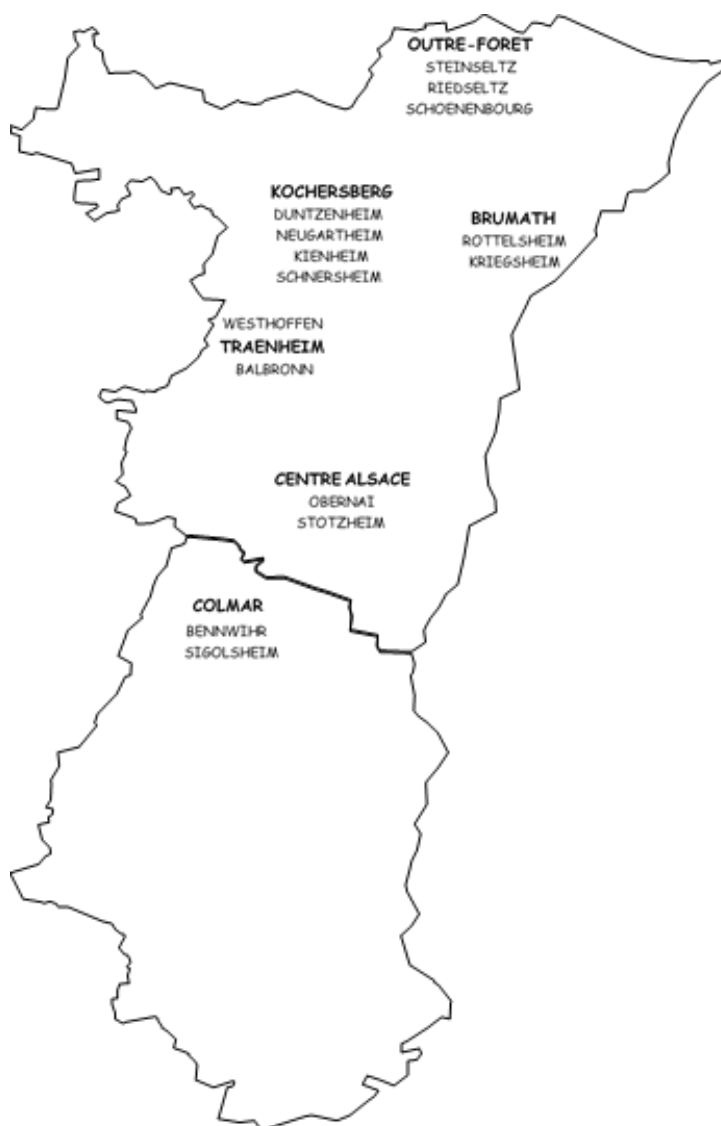 OUTRE-FORET
STEINSELTZ
RIEDSELTZ
SCHOENENBOURG
KOCHERSBERG
DUNTZENHEIM
NEUGARTHEIM
KIENHEIM
SCHNERSHEIM
BRUMATH
ROTTELSHEIM
KRIEGSHEIM
WESTHOFFEN
TRAENHEIM
BALBRONN
CENTRE ALSACE
OBERNAI
STOTZHEIM
COLMAR
BENNWIHR
SIGOLSHEIM